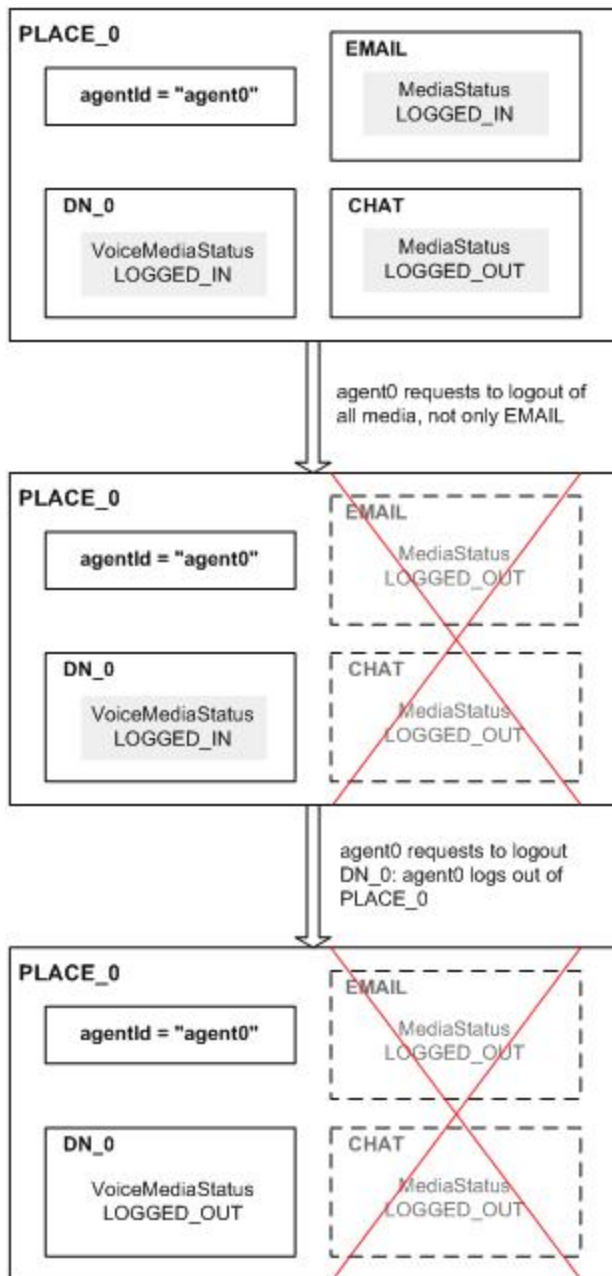 PLACE_0
agentId = "agent0"
EMAIL
MediaStatus
LOGGED_IN
DN_0
VoiceMediaStatus
LOGGED_IN
CHAT
MediaStatus
LOGGED_OUT
agent0 requests to logout of
all media, not only EMAIL
PLACE_0
agentId = "agent0"
EMAIL
MediaStatus
LOGGED_OUT
DN_0
VoiceMediaStatus
LOGGED_IN
CHAT
MediaStatus
LOGGED_OUT
agent0 requests to logout
DN_0: agent0 logs out of
PLACE_0
PLACE_0
agentId = "agent0"
EMAIL
MediaStatus
LOGGED_OUT
DN_0
VoiceMediaStatus
LOGGED_OUT
CHAT
MediaStatus
LOGGED_OUT